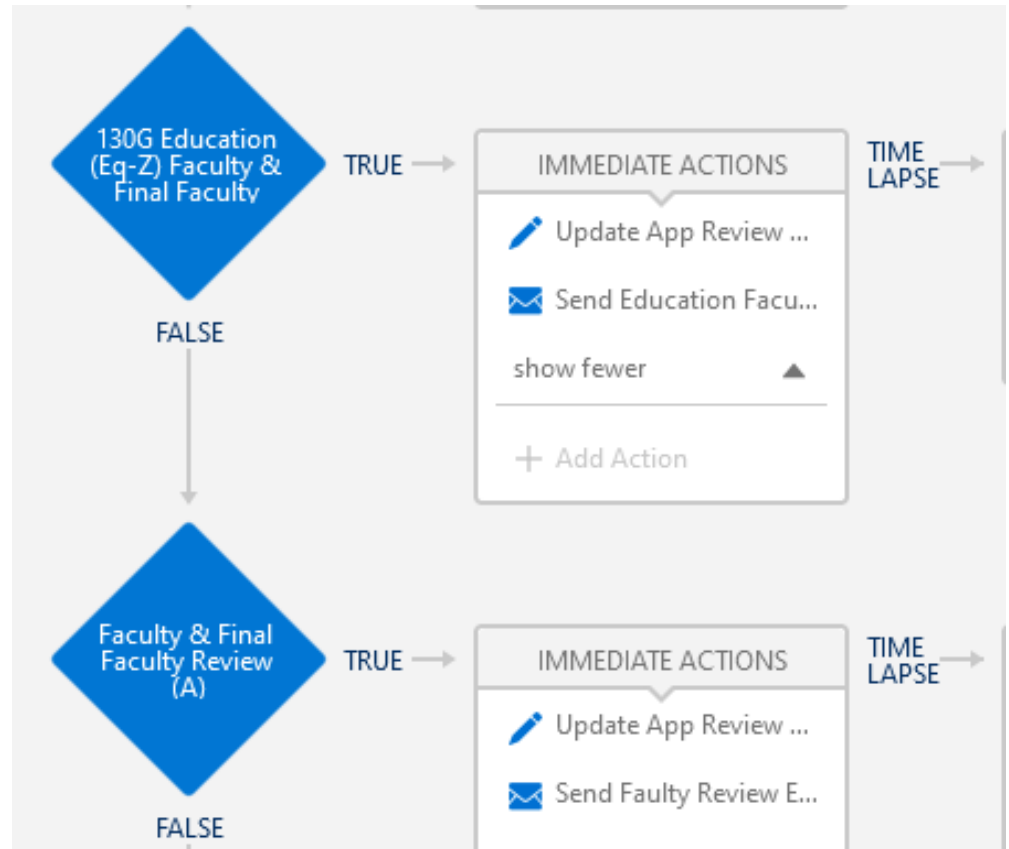 130G Education
(Eq-Z) Faculty &
Final Faculty
TRUE
IMMEDIATE ACTIONS
TIME
LAPSE
Update App Review ...
Send Education Facu...
show fewer
Add Action
FALSE
Faculty & Final
Faculty Review
(A)
TRUE
IMMEDIATE ACTIONS
TIME
LAPSE
Update App Review ...
Send Faulty Review E...
FALSE